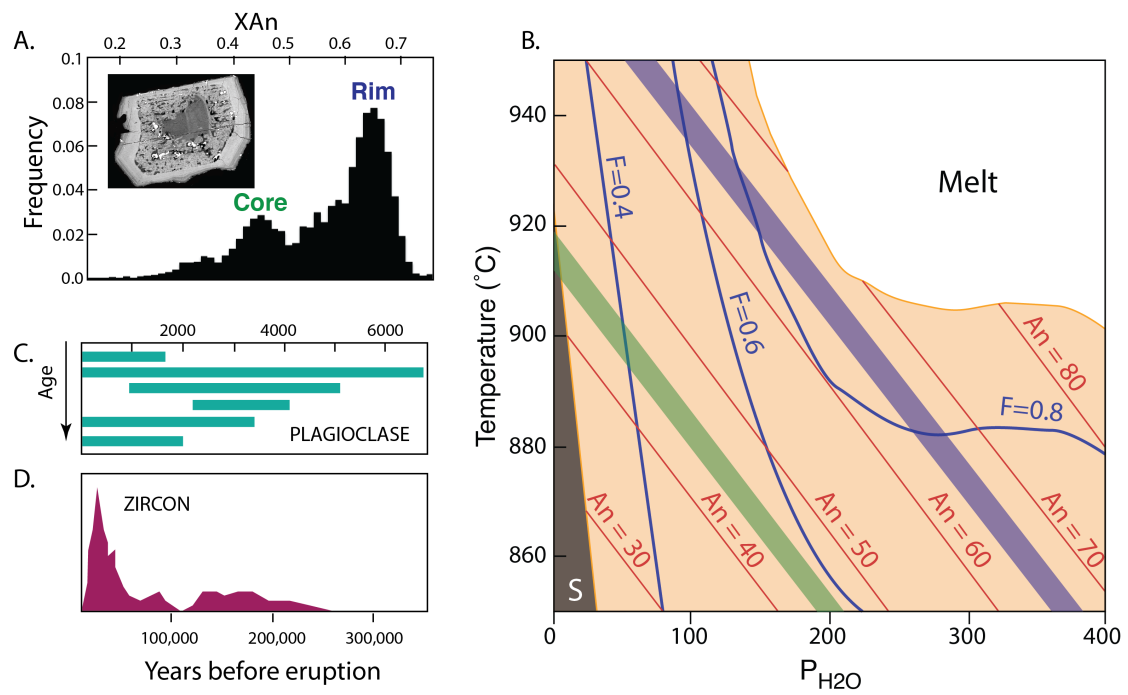 A.
XAn
0.2 0.3 0.4 0.5 0.6 0.7
Frequency
0.1
0.08
0.06
0.04
0.02
0.0
Rim
Core
B.
Temperature (˚C)
940
920
900
880
860
F=0.4
F=0.6
F=0.8
Melt
An = 80
An = 30
An = 40
An = 50
An = 60
An = 70
S
0 100 200 300 400
P_H2O
C.
2000 4000 6000
Age
PLAGIOCLASE
D.
ZIRCON
100,000 200,000 300,000
Years before eruption